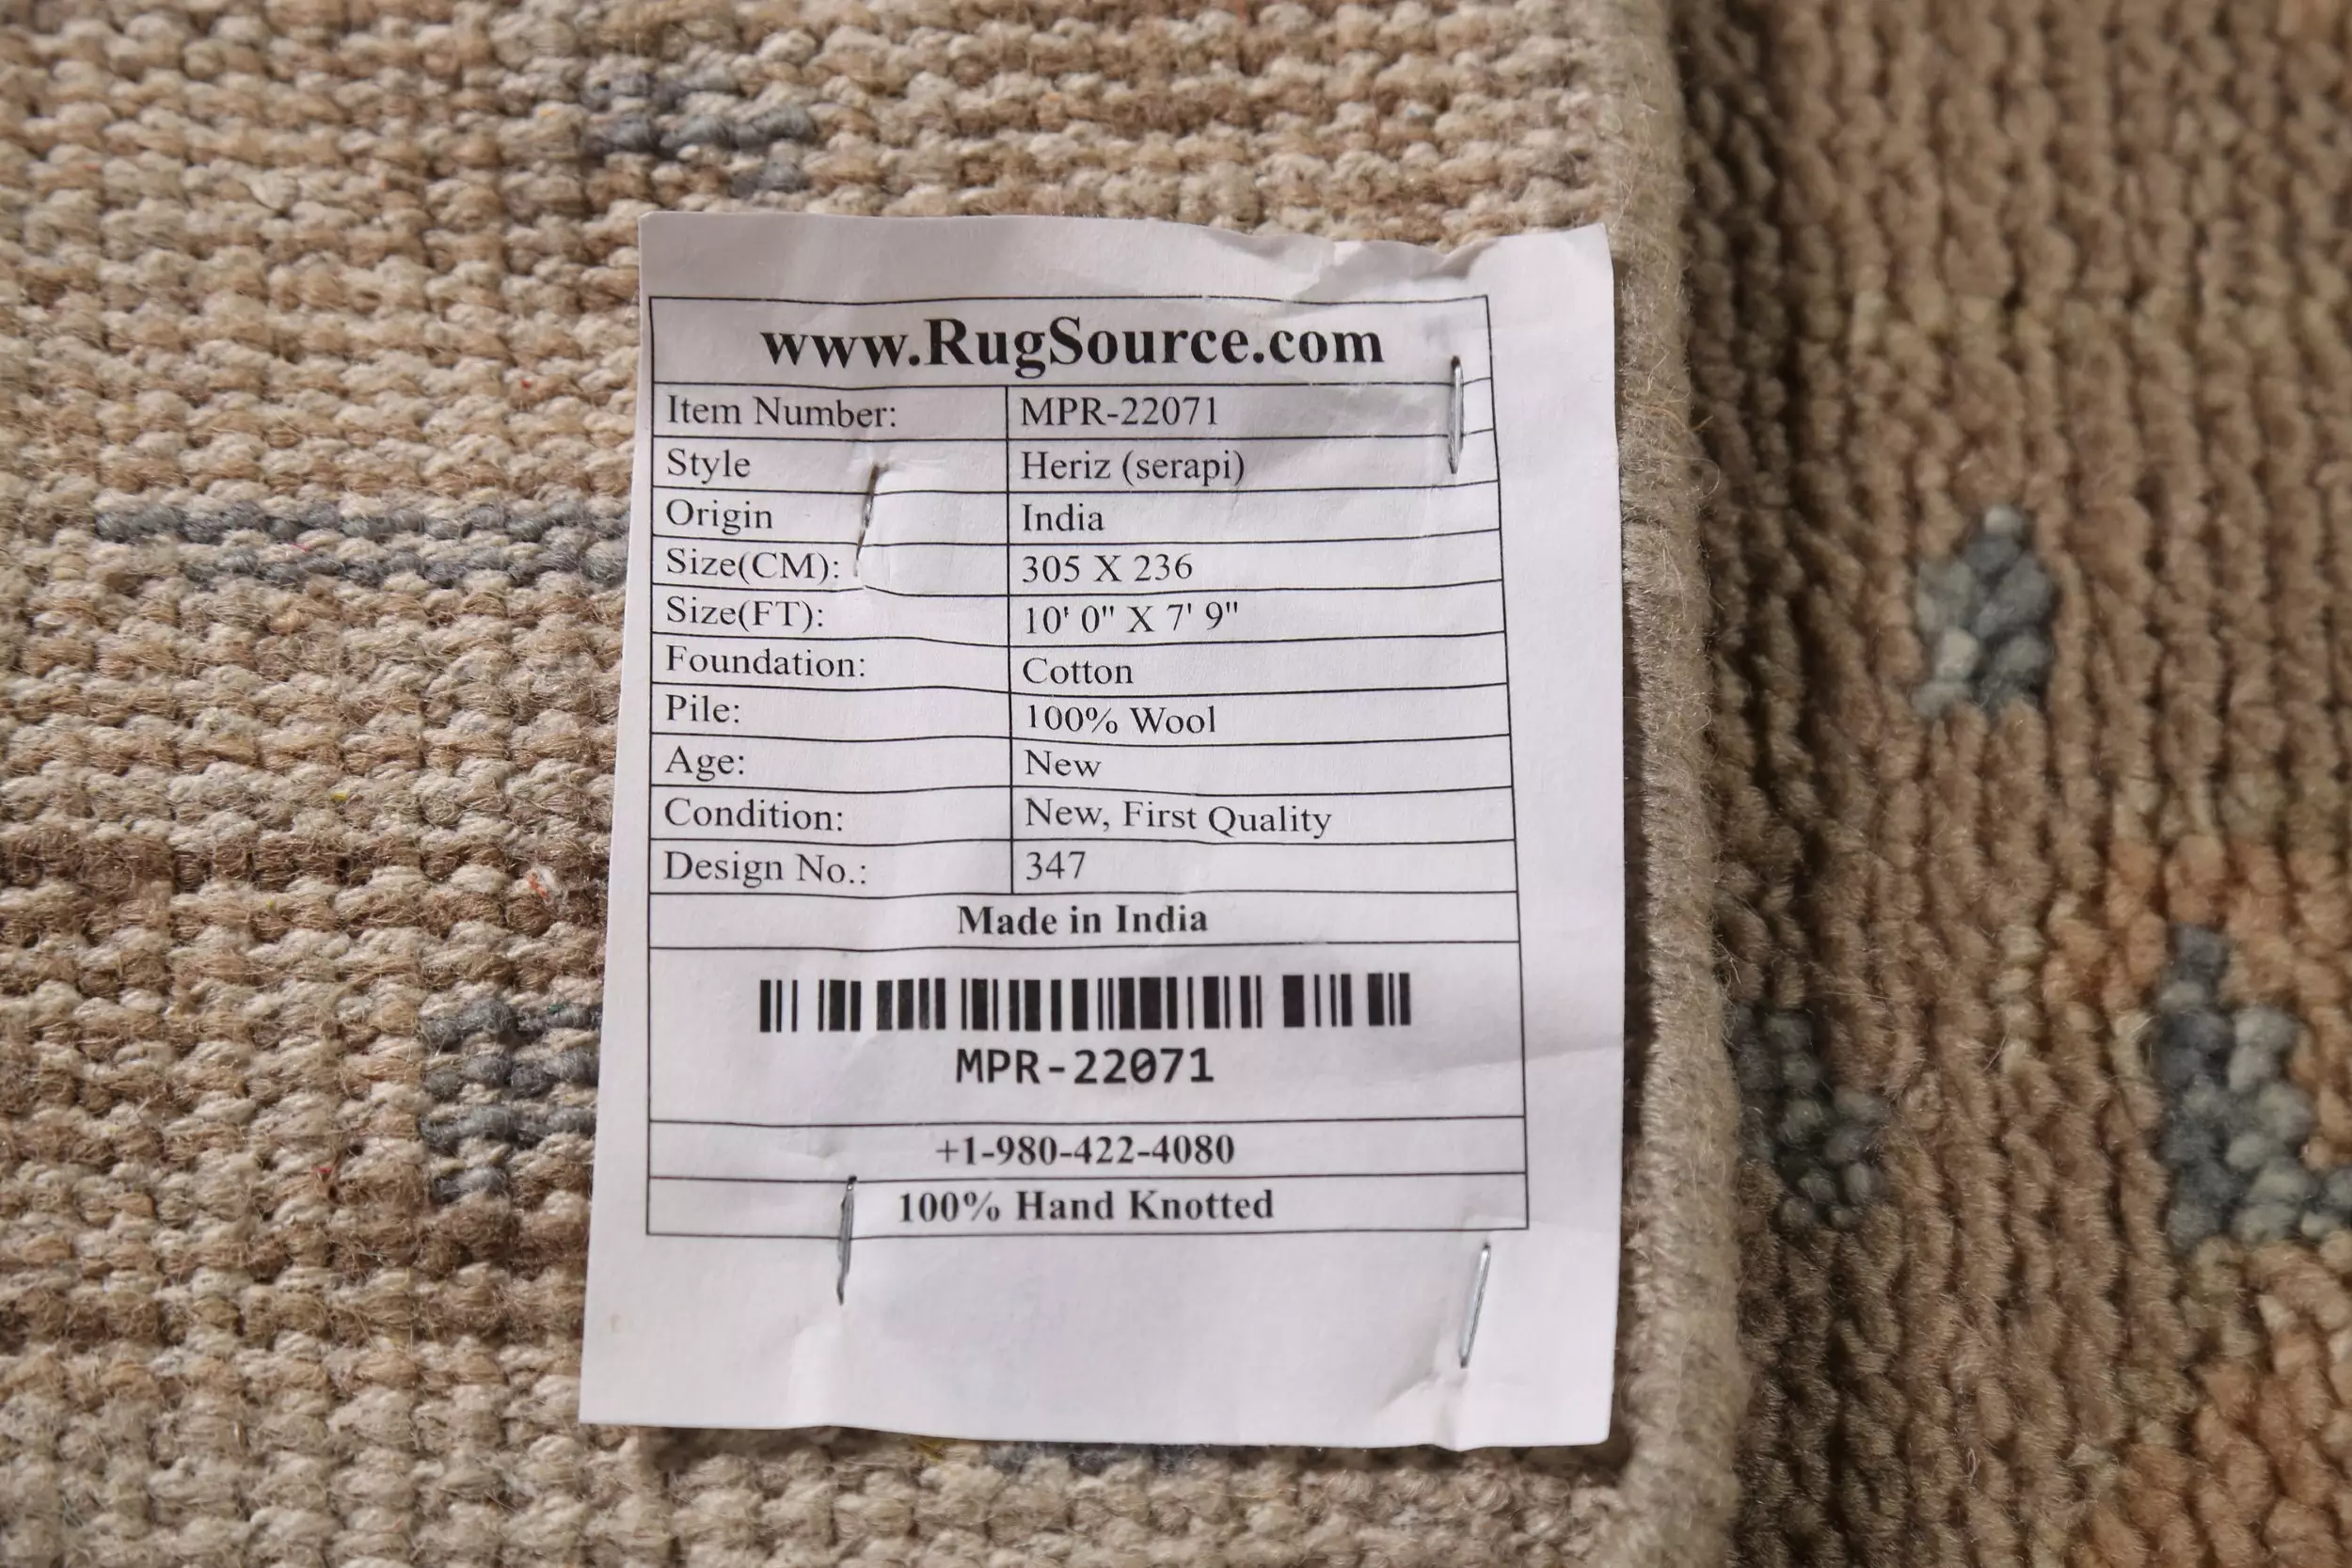 www.RugSource.com
Item Number: MPR-22071
Style Heriz (serapi)
Origin India
Size(CM): 305 X 236
Size(FT): 10' 0" X 7' 9"
Foundation: Cotton
Pile: 100% Wool
Age: New
Condition: New, First Quality
Design No.: 347
Made in India
MPR-22071
+1-980-422-4080
100% Hand Knotted